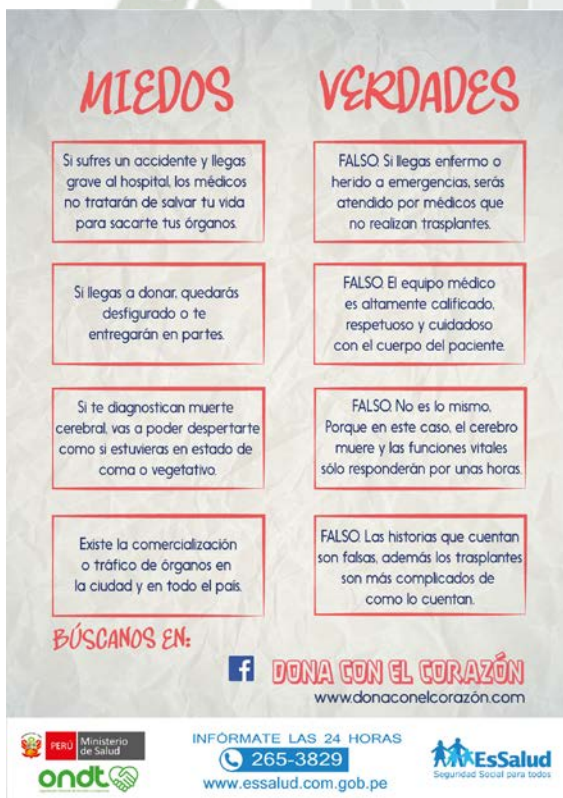 MIEDOS
VERDADES
Si sufres un accidente y llegas
grave al hospital, los médicos
no tratarán de salvar tu vida
para sacarte tus órganos.
FALSO. Si llegas enfermo o
herido a emergencias, serás
atendido por médicos que
no realizan trasplantes.
Si llegas a donar, quedarás
desfigurado o te
entregarán en partes.
FALSO. El equipo médico
es altamente calificado,
respetuoso y cuidadoso
con el cuerpo del paciente.
Si te diagnostican muerte
cerebral, vas a poder despertarte
como si estuvieras en estado de
coma o vegetativo.
FALSO. No es lo mismo.
Porque en este caso, el cerebro
muere y las funciones vitales
sólo responderán por unas horas.
Existe la comercialización
o tráfico de órganos en
la ciudad y en todo el país.
FALSO. Las historias que cuentan
son falsas, además los trasplantes
son más complicados de
como lo cuentan.
BÚSCANOS EN:
f DONA CON EL CORAZÓN
www.donaconelcorazón.com
PERÚ Ministerio
de Salud
ondt
INFÓRMATE LAS 24 HORAS
265-3829
www.essalud.com.gob.pe
EsSalud
Seguridad Social para todos